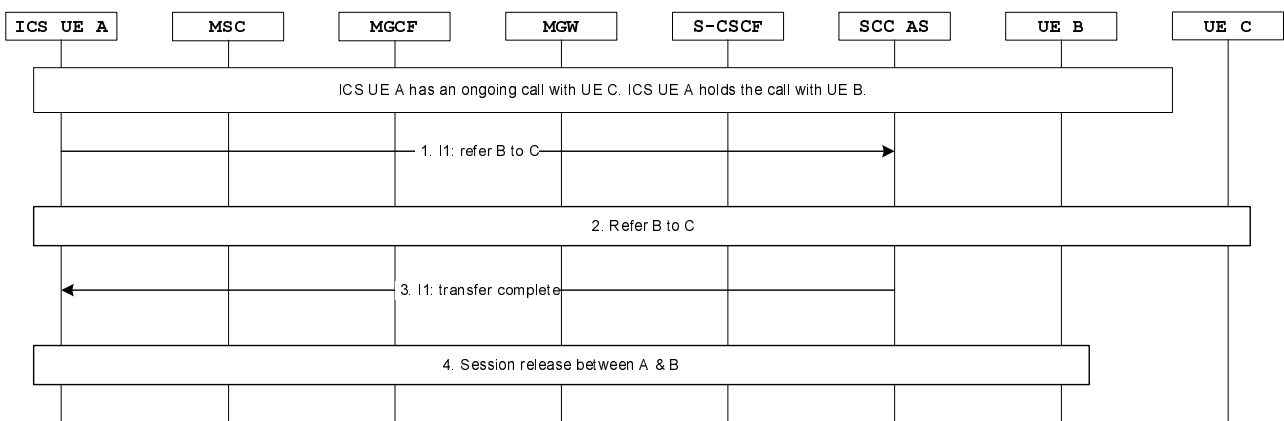 ICS UE A MSC MGCF MGW S-CSCF SCC AS UE B UE C
ICS UE A has an ongoing call with UE C. ICS UE A holds the call with UE B.
1. I1: refer B to C
2. Refer B to C
3. I1: transfer complete
4. Session release between A & B